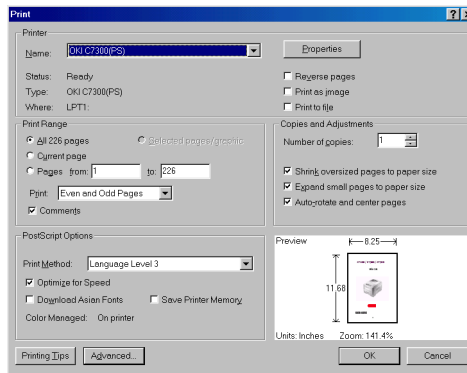 Print
Printer
Name: OKI C7300(PS)
Properties
Status: Ready
Reverse pages
Type: OKI C7300(PS)
Print as image
Where: LPT1:
Print to file
Print Range
All 226 pages
Selected pages/graphic
Current page
Pages from: 1 to: 226
Print: Even and Odd Pages
Comments
Copies and Adjustments
Number of copies: 1
Shrink oversized pages to paper size
Expand small pages to paper size
Auto-rotate and center pages
PostScript Options
Print Method: Language Level 3
Optimize for Speed
Download Asian Fonts
Save Printer Memory
Color Managed: On printer
Preview
8.25
11.68
Units: Inches Zoom: 141.4%
Printing Tips
Advanced...
OK
Cancel